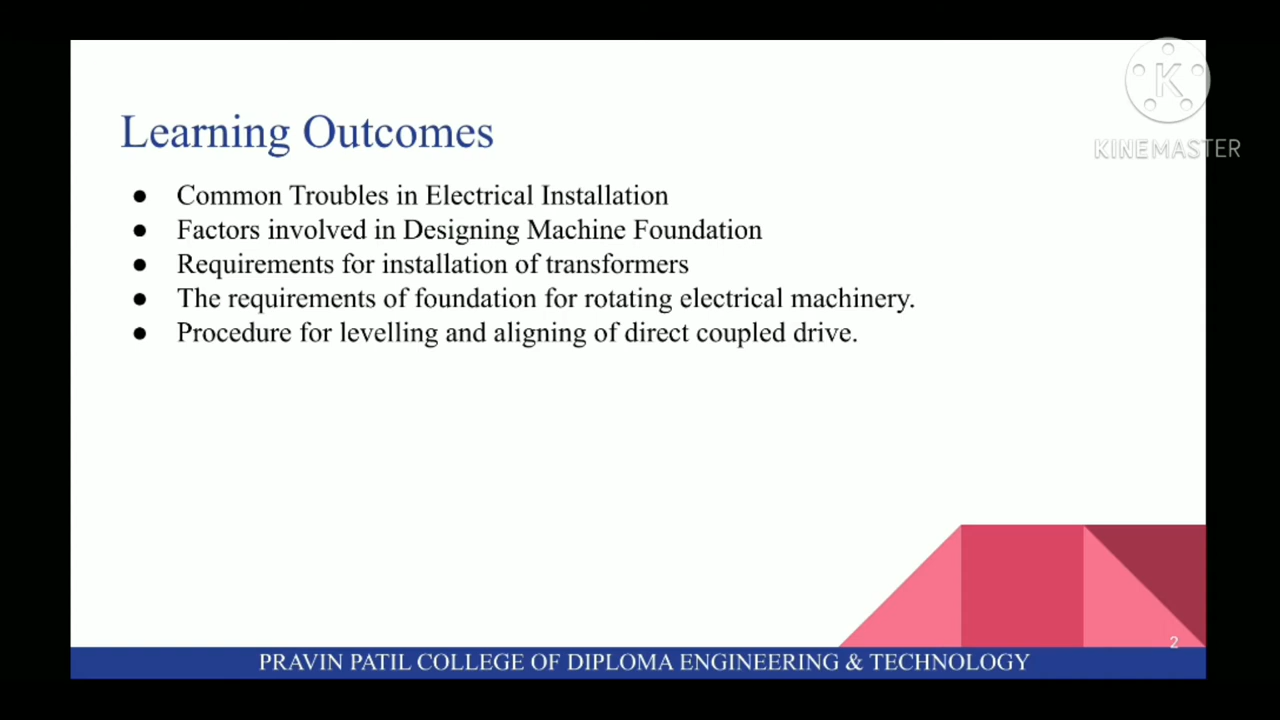 K
KINEMASTER
Learning Outcomes
● Common Troubles in Electrical Installation
● Factors involved in Designing Machine Foundation
● Requirements for installation of transformers
● The requirements of foundation for rotating electrical machinery.
● Procedure for levelling and aligning of direct coupled drive.
2
PRAVIN PATIL COLLEGE OF DIPLOMA ENGINEERING & TECHNOLOGY